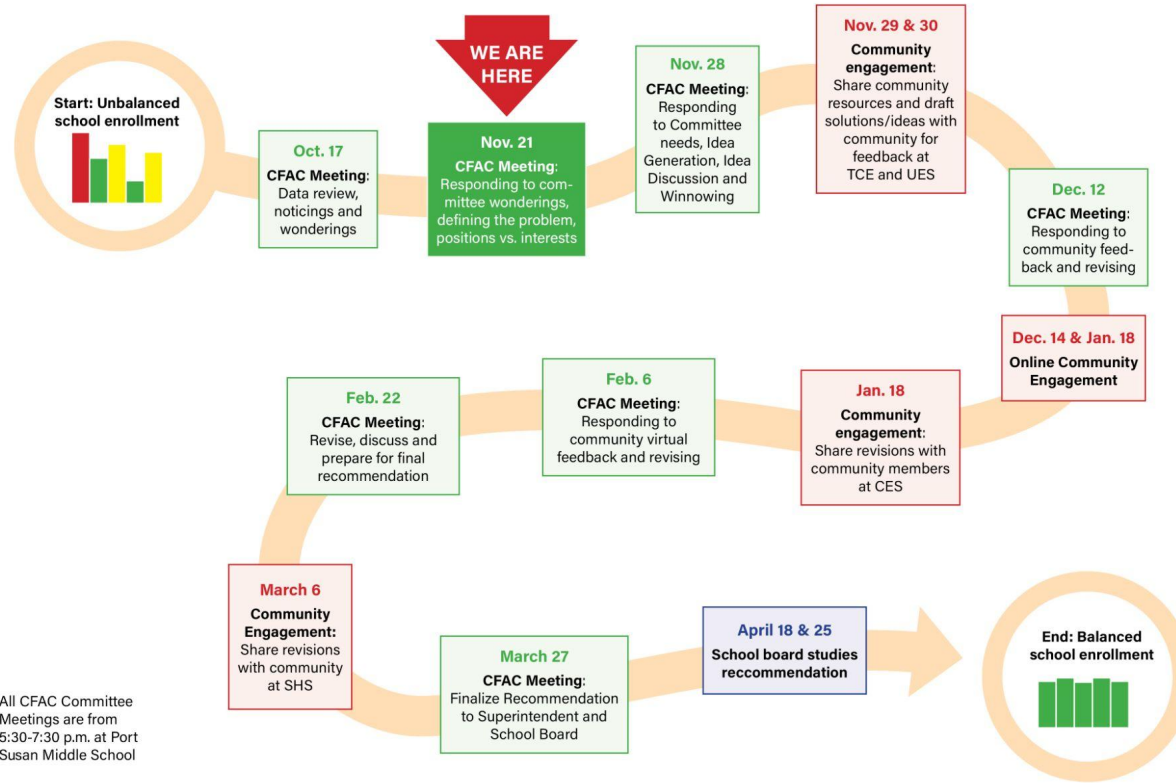 Start: Unbalanced
school enrollment
Oct. 17
CFAC Meeting:
Data review,
noticings and
wonderings
WE ARE
HERE
Nov. 21
CFAC Meeting:
Responding to com-
mittee wonderings,
defining the problem,
positions vs. interests
Nov. 28
CFAC Meeting:
Responding
to Committee
needs, Idea
Generation, Idea
Discussion and
Winnowing
Nov. 29 & 30
Community
engagement:
Share community
resources and draft
solutions/ideas with
community for
feedback at
TCE and UES
Dec. 12
CFAC Meeting:
Responding to
community feed-
back and revising
Dec. 14 & Jan. 18
Online Community
Engagement
Jan. 18
Community
engagement:
Share revisions with
community members
at CES
Feb. 6
CFAC Meeting:
Responding to
community virtual
feedback and revising
Feb. 22
CFAC Meeting:
Revise, discuss and
prepare for final
recommendation
March 6
Community
Engagement:
Share revisions
with community
at SHS
March 27
CFAC Meeting:
Finalize Recommendation
to Superintendent and
School Board
April 18 & 25
School board studies
reccommendation
End: Balanced
school enrollment
All CFAC Committee
Meetings are from
5:30-7:30 p.m. at Port
Susan Middle School